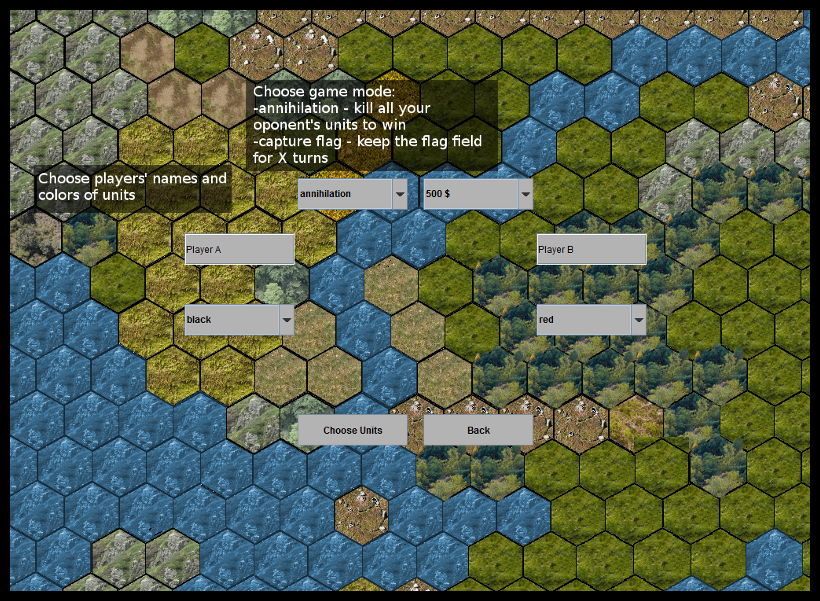 Choose game mode:
-annihilation - kill all your
opponent's units to win
-capture flag - keep the flag field
for X turns
Choose players' names and
colors of units
annihilation
500 $
Player A
Player B
black
red
Choose Units
Back